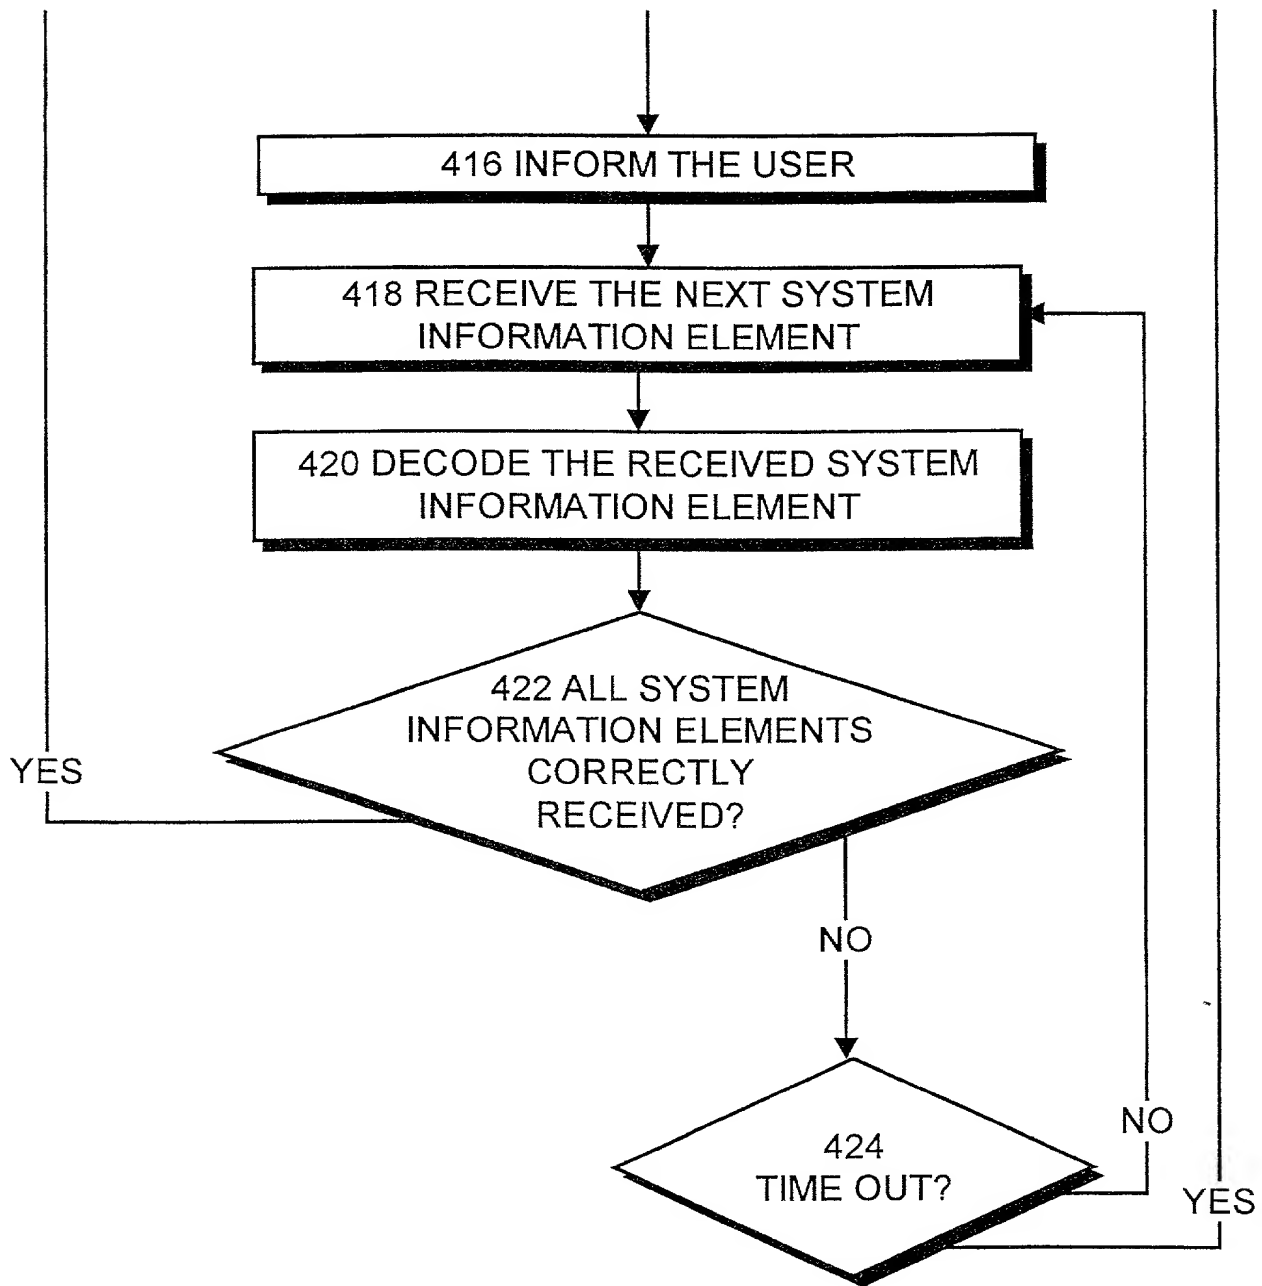 416 INFORM THE USER
418 RECEIVE THE NEXT SYSTEM
INFORMATION ELEMENT
420 DECODE THE RECEIVED SYSTEM
INFORMATION ELEMENT
422 ALL SYSTEM
INFORMATION ELEMENTS
CORRECTLY
RECEIVED?
YES
NO
424
TIME OUT?
NO
YES